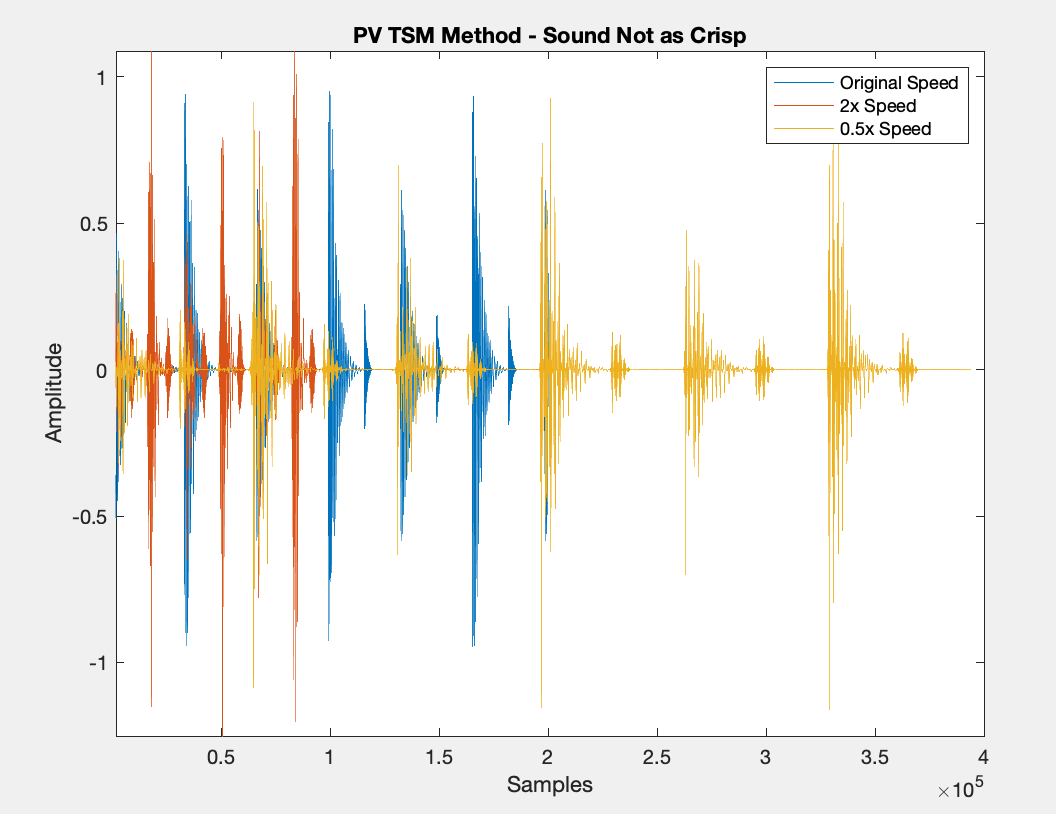 PV TSM Method - Sound Not as Crisp
Original Speed
2x Speed
0.5x Speed
1
0.5
0
-0.5
-1
Amplitude
0.5 1 1.5 2 2.5 3 3.5 4
Samples
×10^5